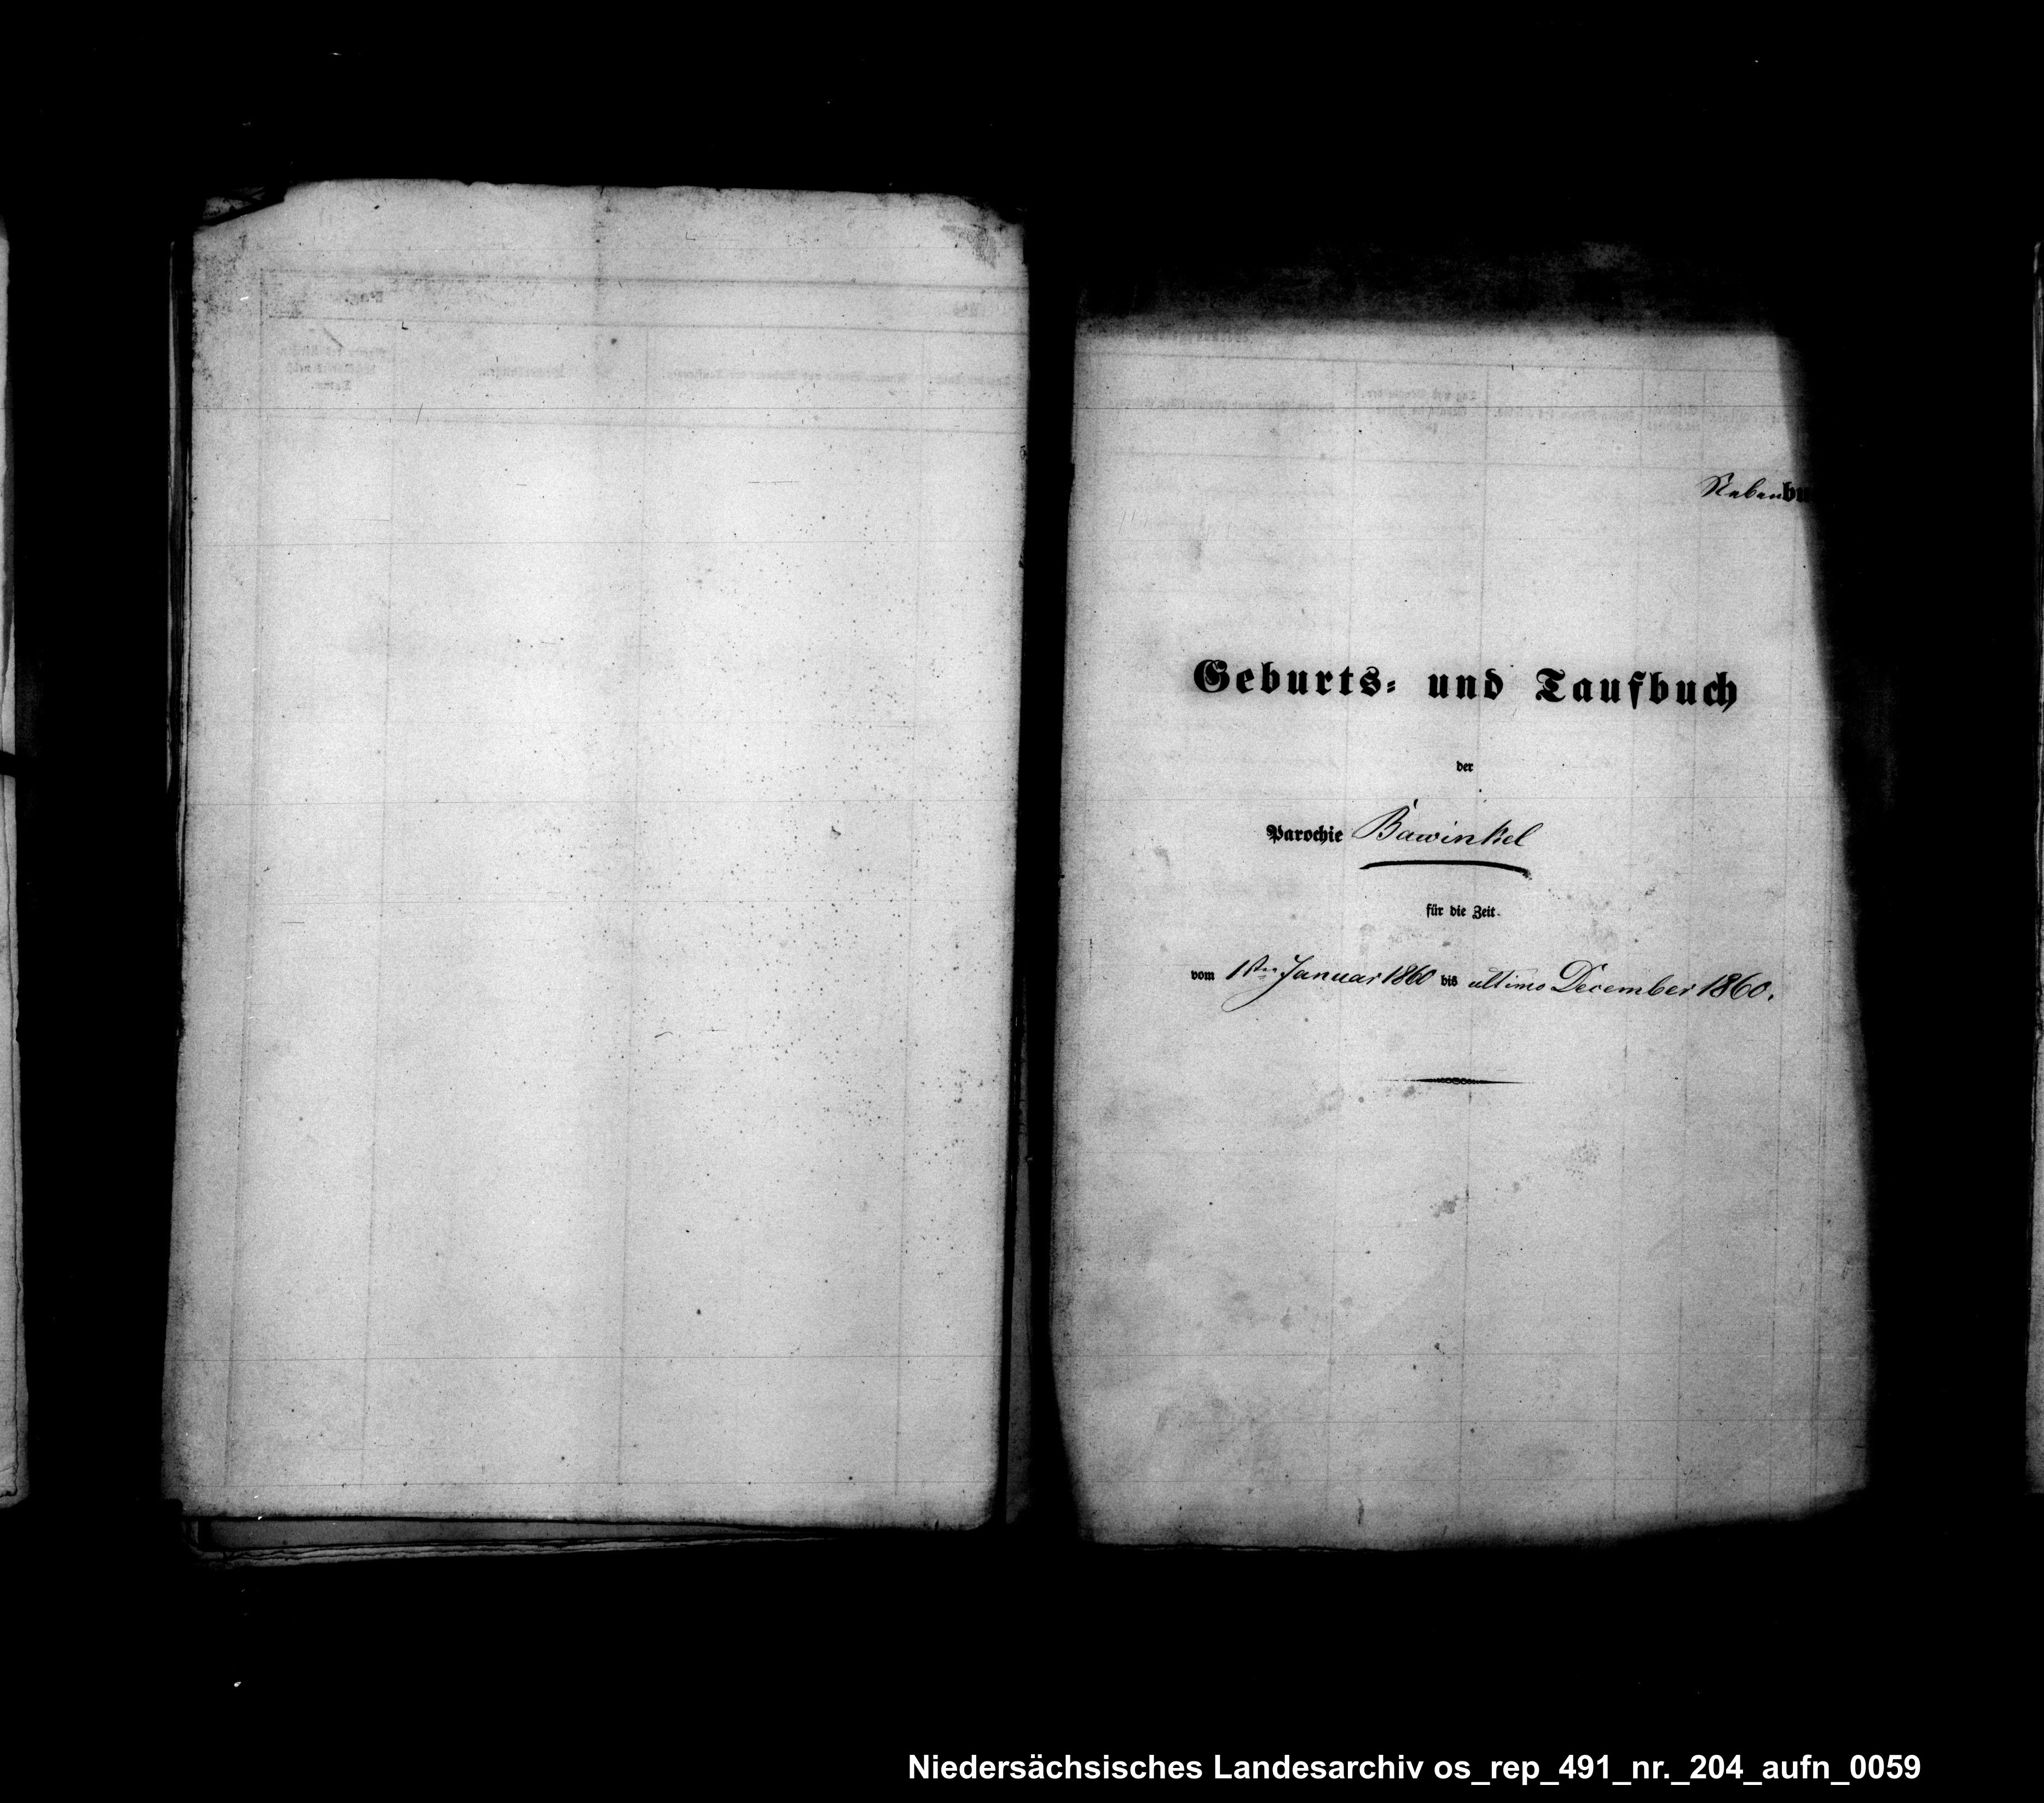 Nebenbu
Geburts- und Taufbuch
der
Parochie Bawinkel
für die Zeit
vom 1ten Januar 1860 bis ultimo December 1860.
Niedersächsisches Landesarchiv os_rep_491_nr._204_aufn_0059